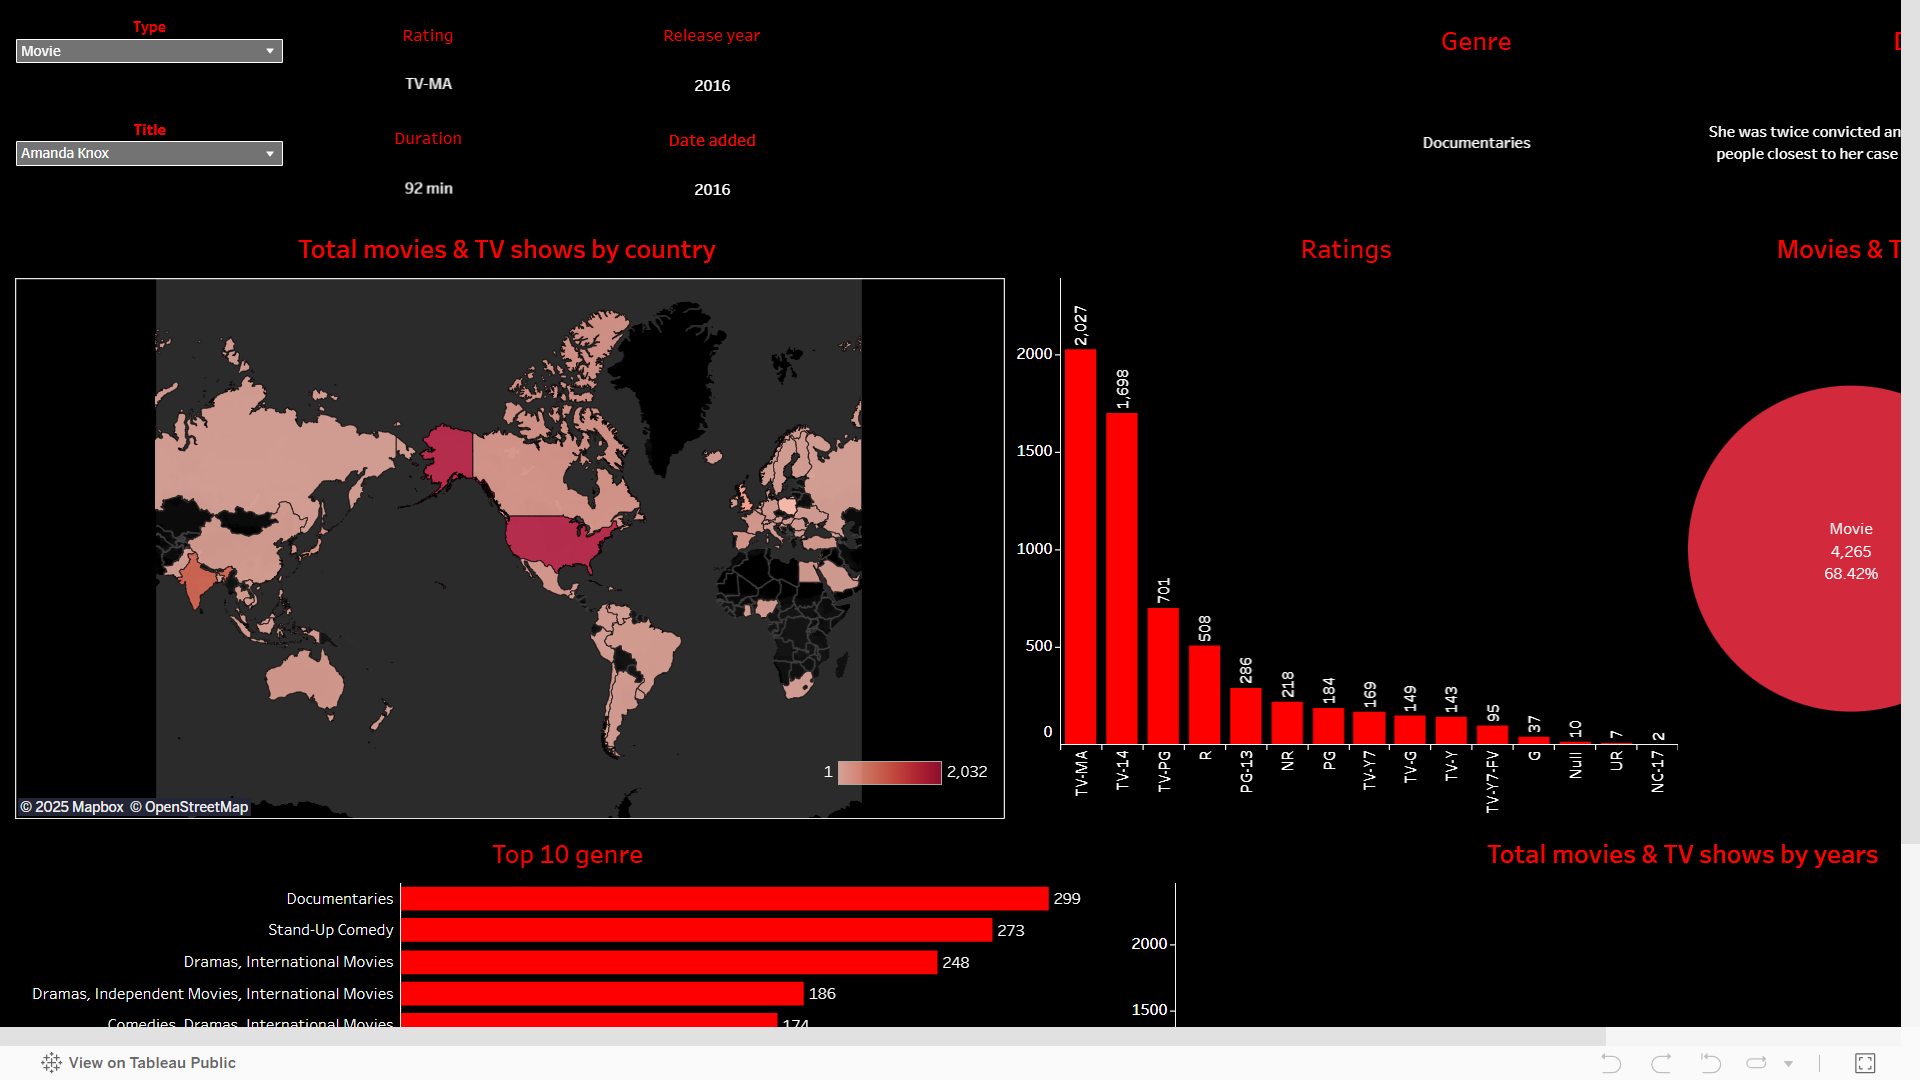 Type
Movie
Rating
TV-MA
Release year
2016
Genre
Title
Amanda Knox
Duration
92 min
Date added
2016
Documentaries
She was twice convicted an
people closest to her case
Total movies & TV shows by country
1
2,032
© 2025 Mapbox © OpenStreetMap
Ratings
2000
1500
1000
500
0
2,027
1,698
701
508
286
218
184
169
149
143
95
37
10
7
2
TV-MA
TV-14
TV-PG
R
PG-13
NR
PG
TV-Y7
TV-G
TV-Y
TV-Y7-FV
G
Null
UR
NC-17
Movies & T
Movie
4,265
68.42%
Top 10 genre
Documentaries 299
Stand-Up Comedy 273
Dramas, International Movies 248
Dramas, Independent Movies, International Movies 186
Comedies, Dramas, International Movies 174
Total movies & TV shows by years
2000
1500
View on Tableau Public